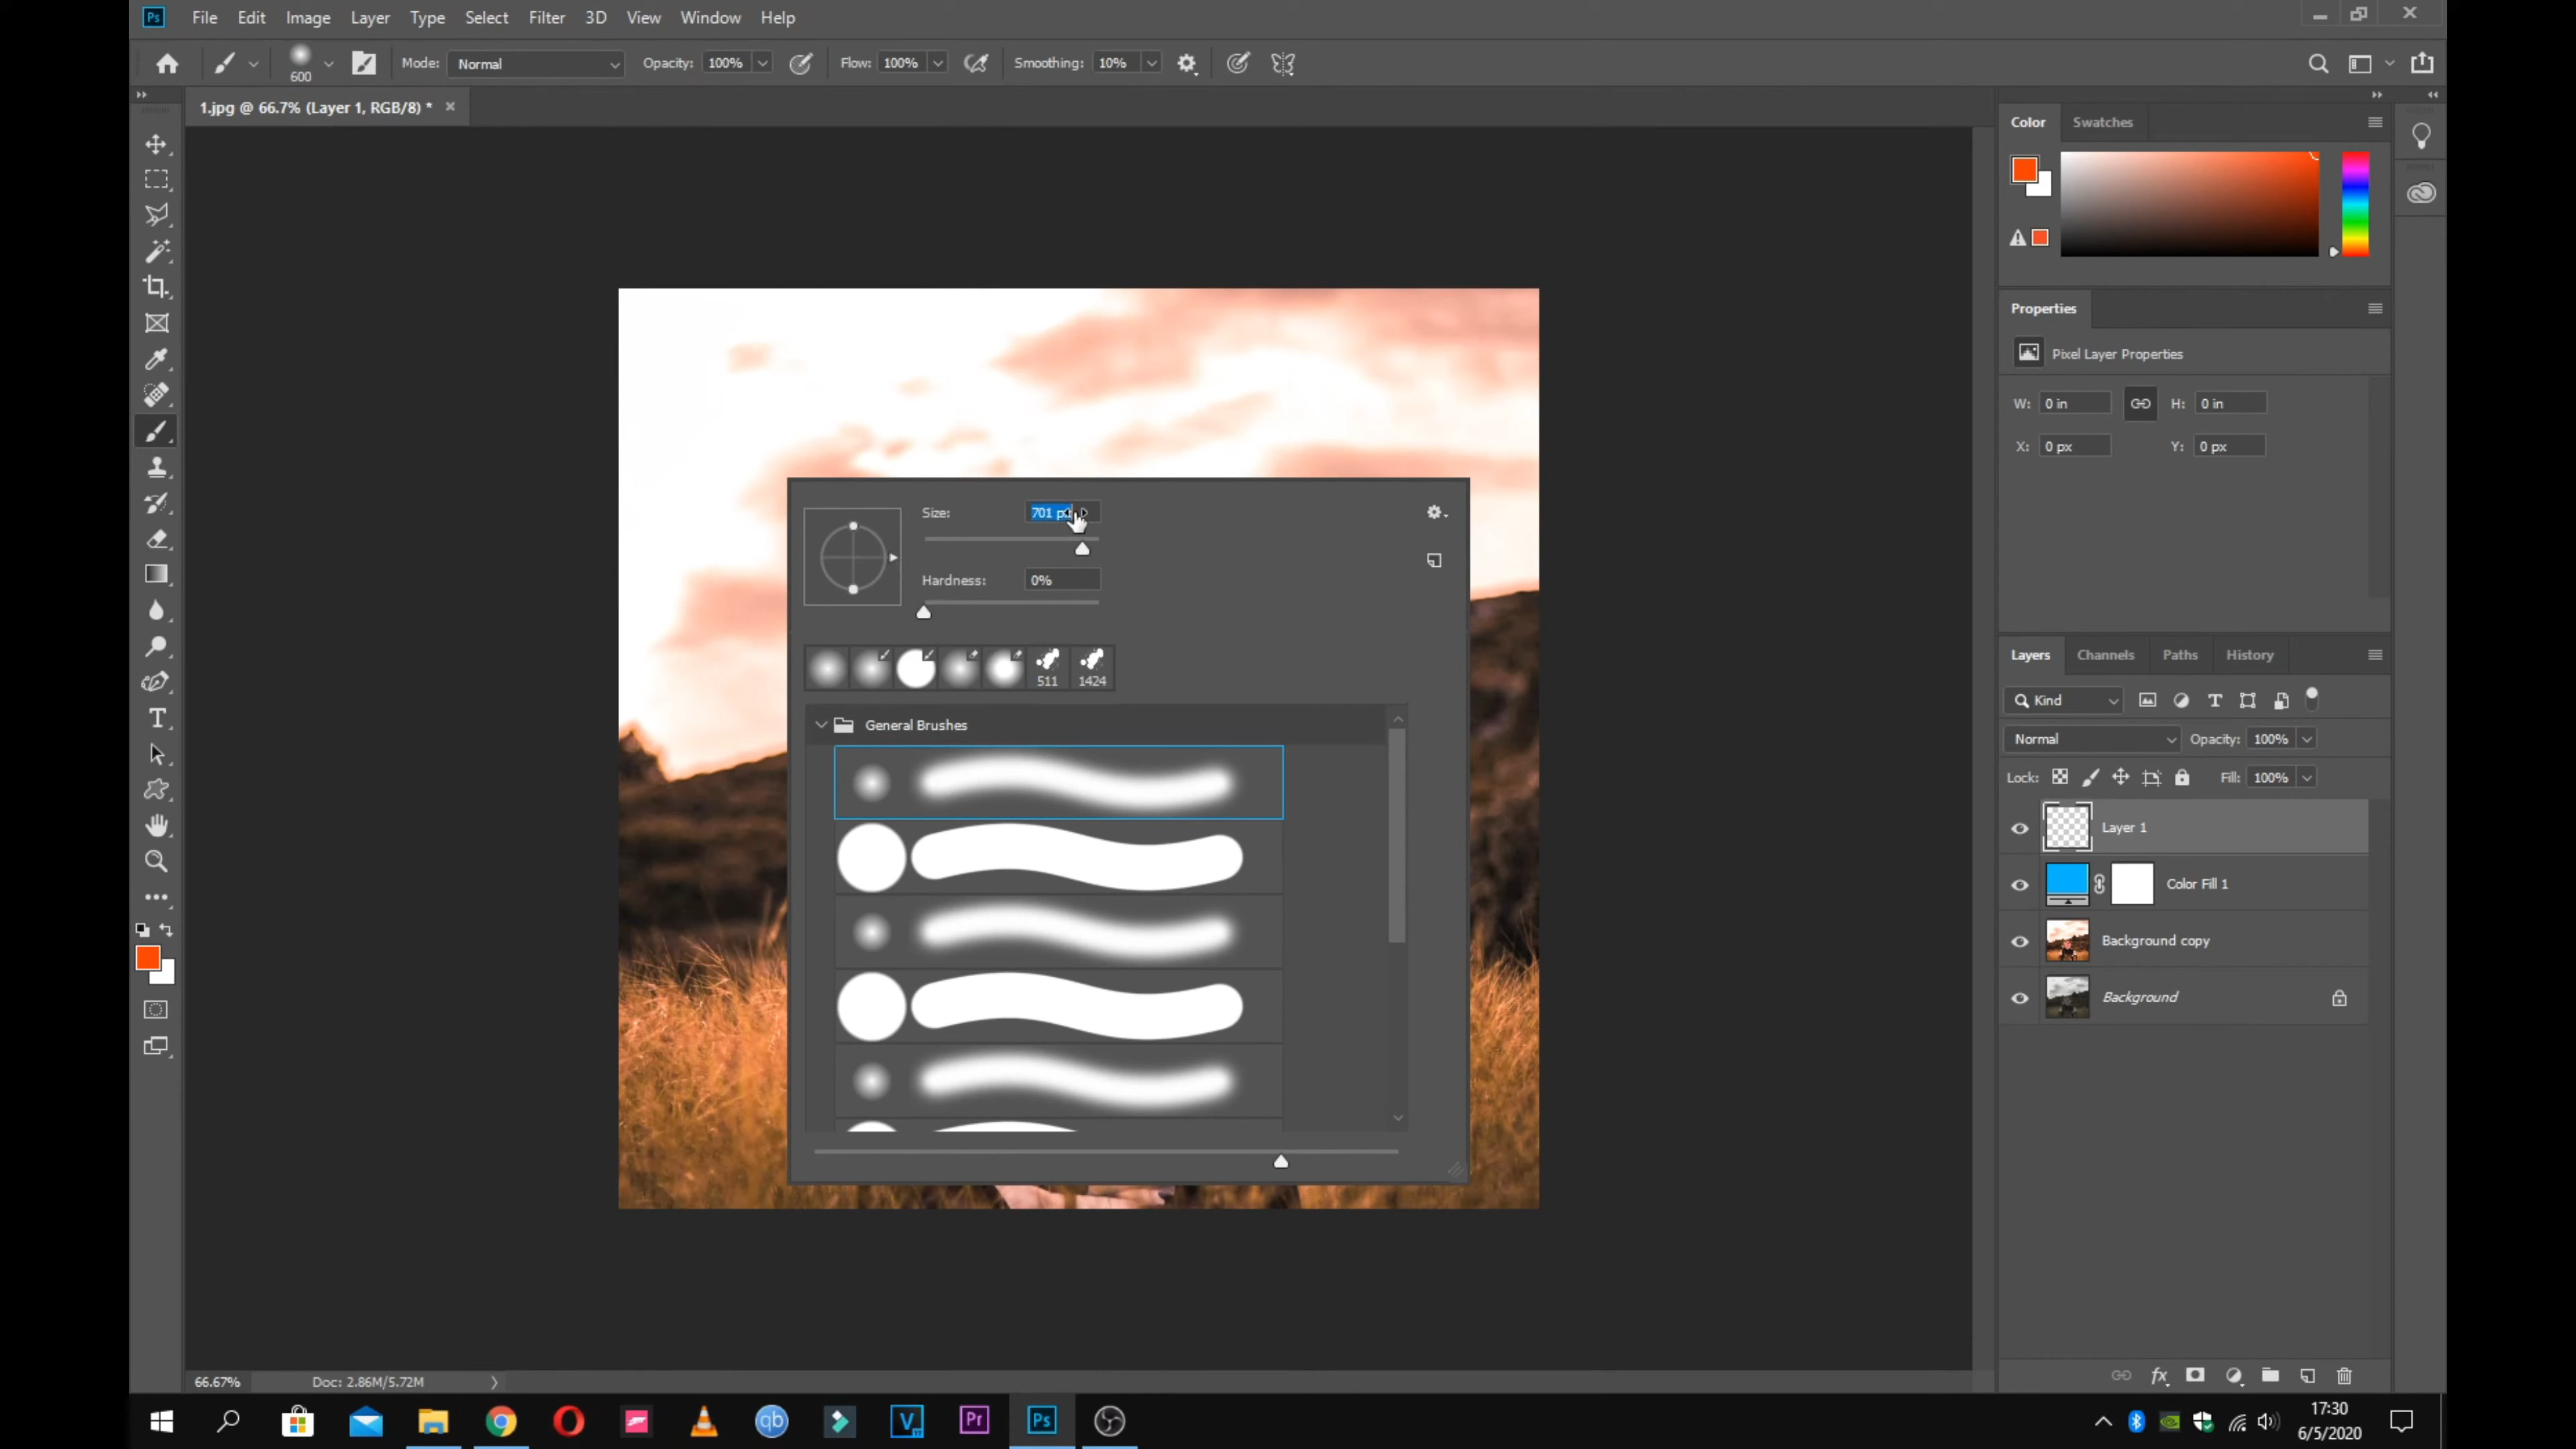 Ps File Edit Image Layer Type Select Filter 3D View Window Help
600 Mode: Normal Opacity: 100% Flow: 100% Smoothing: 10%
1.jpg @ 66.7% (Layer 1, RGB/8) *
Color Swatches
Properties
Pixel Layer Properties
W: 0 in H: 0 in
X: 0 px Y: 0 px
Size: 701 px
Hardness: 0%
511 1424
General Brushes
Layers Channels Paths History
Kind
Normal Opacity: 100%
Lock: Fill: 100%
Layer 1
Color Fill 1
Background copy
Background
66.67% Doc: 2.86M/5.72M
qb V Pr Ps
17:30
6/5/2020